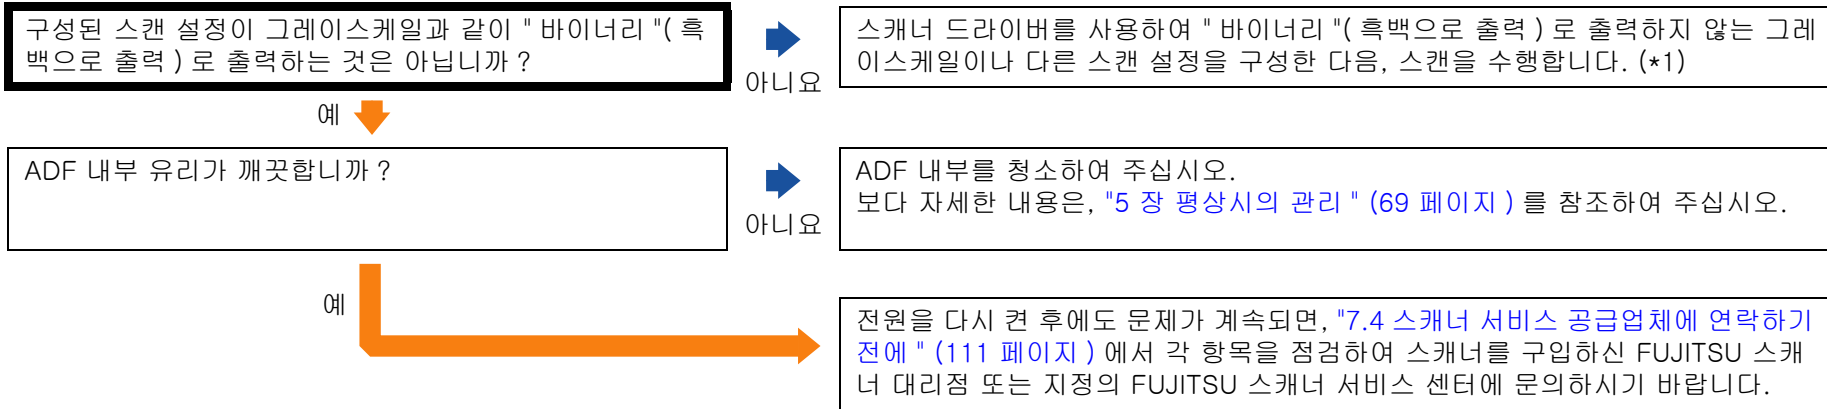 구성된 스캔 설정이 그레이스케일과 같이 " 바이너리 "( 흑
백으로 출력 ) 로 출력하는 것은 아닙니까 ?
아니요
스캐너 드라이버를 사용하여 " 바이너리 "( 흑백으로 출력 ) 로 출력하지 않는 그레
이스케일이나 다른 스캔 설정을 구성한 다음, 스캔을 수행합니다. (*1)
예
ADF 내부 유리가 깨끗합니까 ?
아니요
ADF 내부를 청소하여 주십시오.
보다 자세한 내용은, "5 장 평상시의 관리 " (69 페이지 ) 를 참조하여 주십시오.
예
전원을 다시 켠 후에도 문제가 계속되면, "7.4 스캐너 서비스 공급업체에 연락하기
전에 " (111 페이지 ) 에서 각 항목을 점검하여 스캐너를 구입하신 FUJITSU 스캐
너 대리점 또는 지정의 FUJITSU 스캐너 서비스 센터에 문의하시기 바랍니다.